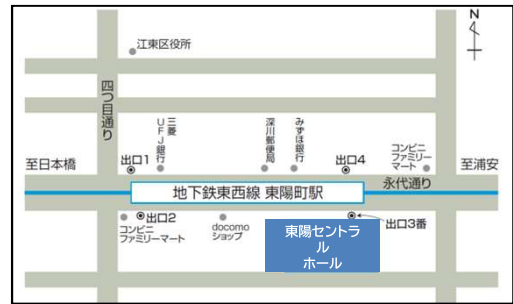 N
江東区役所
四つ目通り
三菱
UFJ銀行
深川郵便局
みずほ銀行
コンビニ
ファミリー
マート
至日本橋
出口1
出口4
至浦安
永代通り
地下鉄東西線 東陽町駅
出口2
コンビニ
ファミリーマート
docomo
ショップ
東陽セントラ
ル
ホール
出口3番